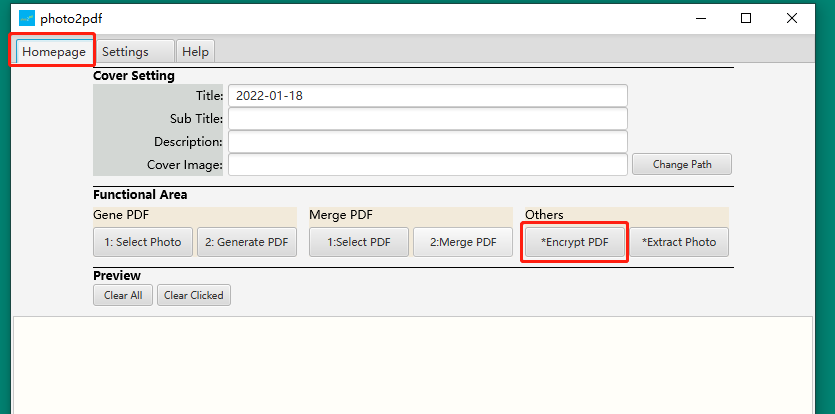 photo2pdf
Homepage Settings Help
Cover Setting
Title: 2022-01-18
Sub Title:
Description:
Cover Image: Change Path
Functional Area
Gene PDF Merge PDF Others
1: Select Photo 2: Generate PDF 1:Select PDF 2:Merge PDF *Encrypt PDF *Extract Photo
Preview
Clear All Clear Clicked